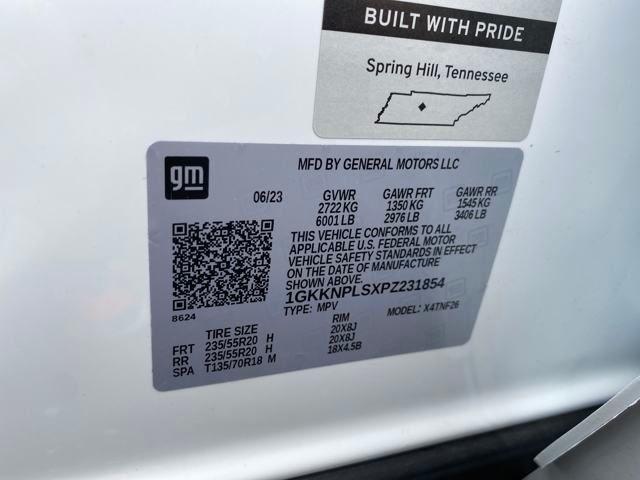 BUILT WITH PRIDE
Spring Hill, Tennessee
gm
MFD BY GENERAL MOTORS LLC
06/23 GVWR GAWR FRT GAWR RR
2722 KG 1350 KG 1545 KG
6001 LB 2976 LB 3406 LB
THIS VEHICLE CONFORMS TO ALL
APPLICABLE U.S. FEDERAL MOTOR
VEHICLE SAFETY STANDARDS IN EFFECT
ON THE DATE OF MANUFACTURE
1GKKNPLSXPZ231854
TYPE: MPV MODEL: X4TNF26
8624
TIRE SIZE RIM
FRT 235/55R20 H 20X8J
RR 235/55R20 H 20X8J
SPA T135/70R18 M 18X4.5B